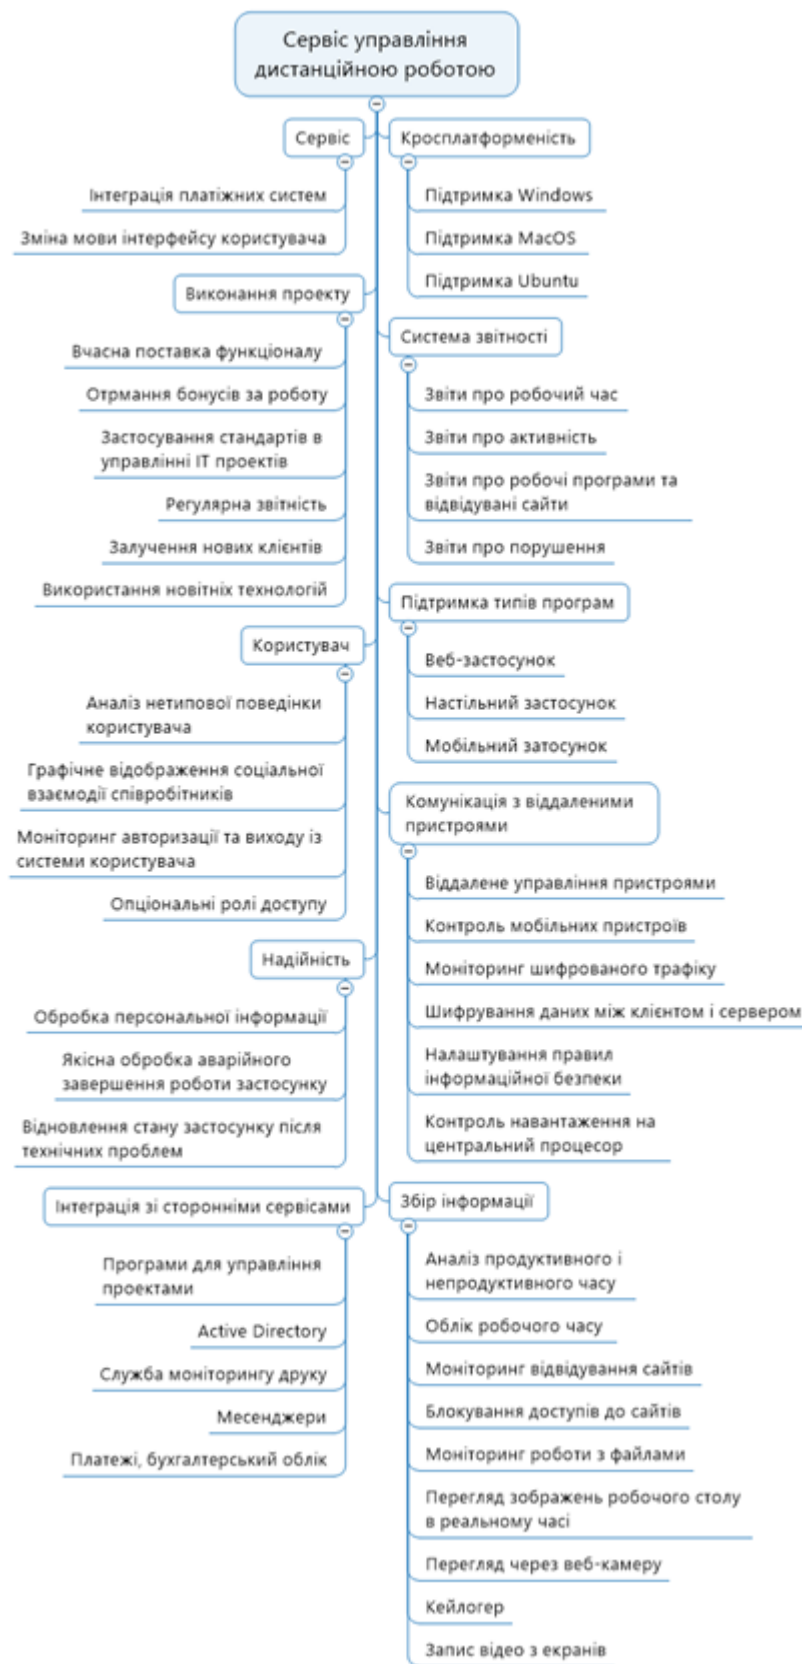 Сервіс управління
дистанційною роботою
Сервіс
Інтеграція платіжних систем
Зміна мови інтерфейсу користувача
Виконання проекту
Вчасна поставка функціоналу
Отрмання бонусів за роботу
Застосування стандартів в
управлінні ІТ проектів
Регулярна звітність
Залучення нових клієнтів
Використання новітніх технологій
Користувач
Аналіз нетипової поведінки
користувача
Графічне відображення соціальної
взаємодії співробітників
Моніторинг авторизації та виходу із
системи користувача
Опціональні ролі доступу
Надійність
Обробка персональної інформації
Якісна обробка аварійного
завершення роботи застосунку
Відновлення стану застосунку після
технічних проблем
Інтеграція зі сторонніми сервісами
Програми для управління
проектами
Active Directory
Служба моніторингу друку
Месенджери
Платежі, бухгалтерський облік
Кросплатформеність
Підтримка Windows
Підтримка MacOS
Підтримка Ubuntu
Система звітності
Звіти про робочий час
Звіти про активність
Звіти про робочі програми та
відвідувані сайти
Звіти про порушення
Підтримка типів програм
Веб-застосунок
Настільний застосунок
Мобільний затосунок
Комунікація з віддаленими
пристроями
Віддалене управління пристроями
Контроль мобільних пристроїв
Моніторинг шифрованого трафіку
Шифрування даних між клієнтом і сервером
Налаштування правил
інформаційної безпеки
Контроль навантаження на
центральний процесор
Збір інформації
Аналіз продуктивного і
непродуктивного часу
Облік робочого часу
Моніторинг відвідування сайтів
Блокування доступів до сайтів
Моніторинг роботи з файлами
Перегляд зображень робочого столу
в реальному часі
Перегляд через веб-камеру
Кейлогер
Запис відео з екранів